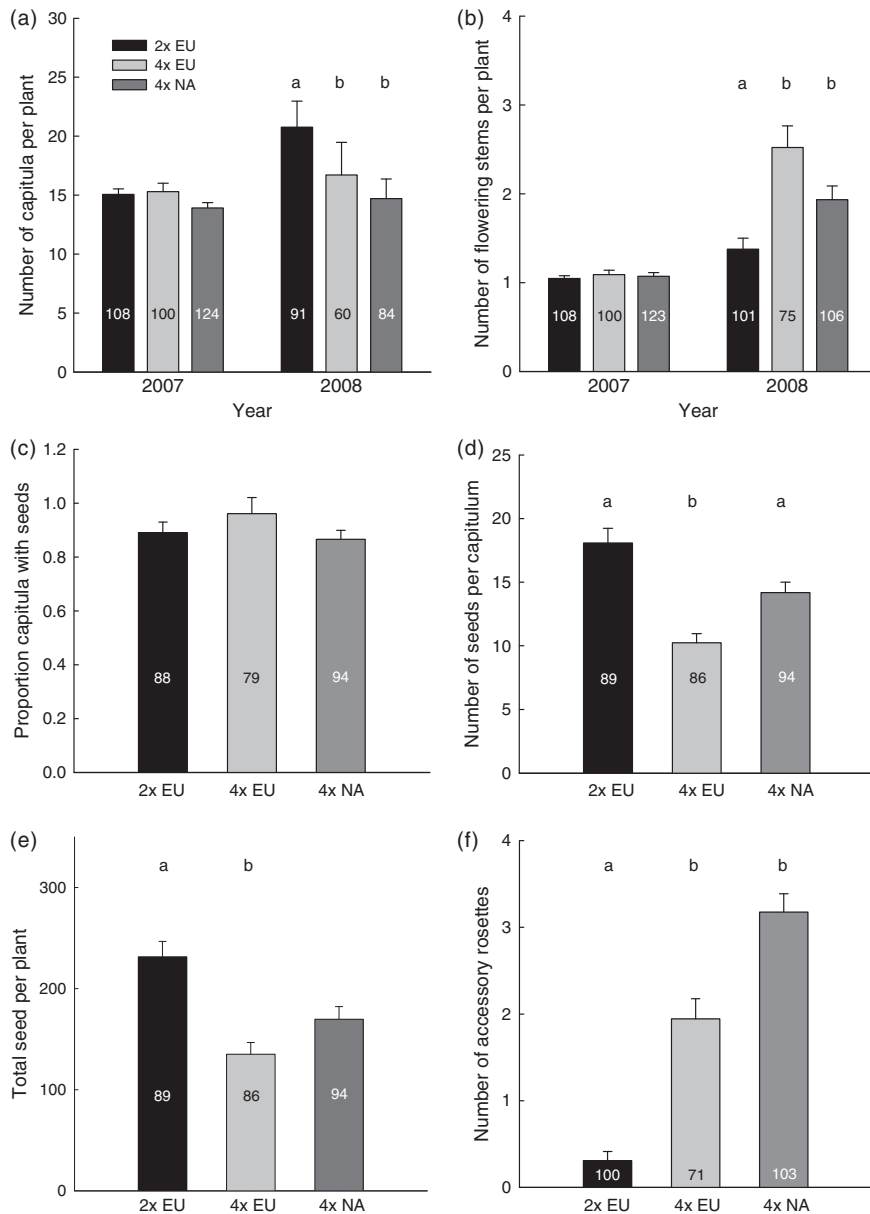 (a)
Number of capitula per plant
30
25
20
15
10
5
0
2x EU
4x EU
4x NA
a b b
108 100 124 91 60 84
2007 2008
Year
(b)
Number of flowering stems per plant
4
3
2
1
0
a b b
108 100 123 101 75 106
2007 2008
Year
(c)
Proportion capitula with seeds
1.2
1.0
0.8
0.6
0.4
0.2
0.0
88 79 94
2x EU 4x EU 4x NA
(d)
Number of seeds per capitulum
25
20
15
10
5
0
a b a
89 86 94
2x EU 4x EU 4x NA
(e)
Total seed per plant
300
200
100
0
a b
89 86 94
2x EU 4x EU 4x NA
(f)
Number of accessory rosettes
4
3
2
1
0
a b b
100 71 103
2x EU 4x EU 4x NA